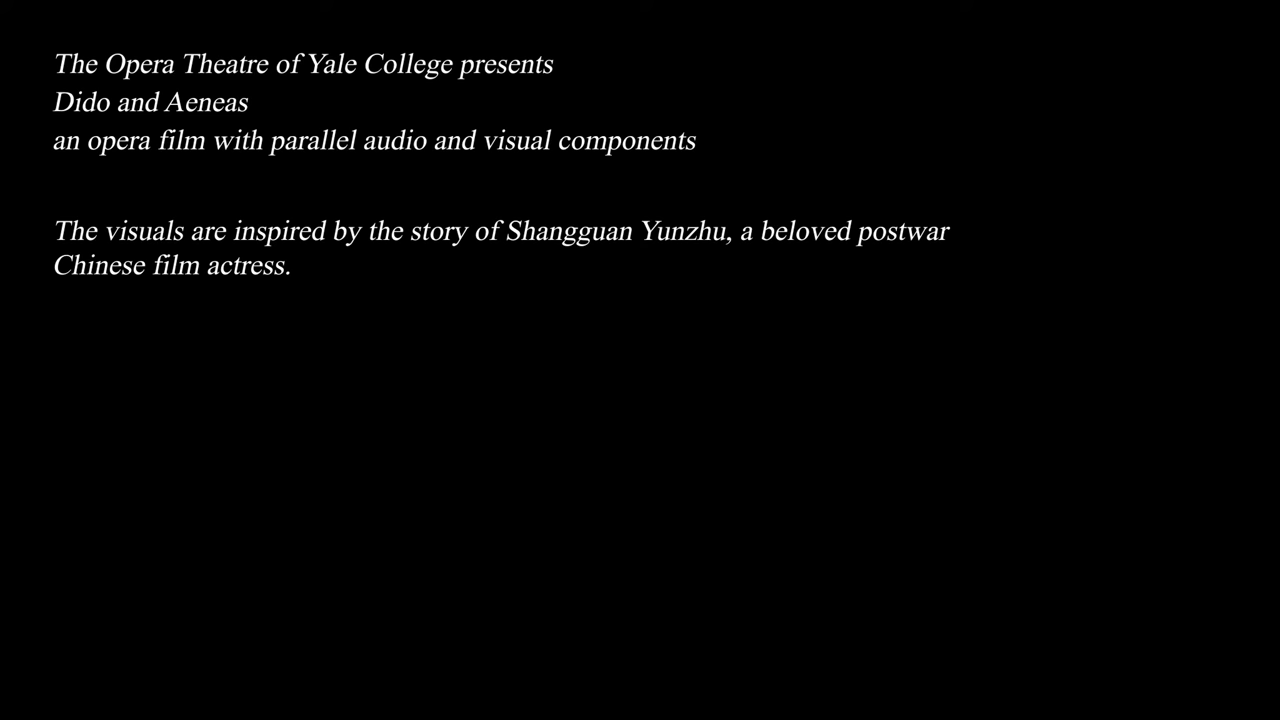 The Opera Theatre of Yale College presents
Dido and Aeneas
an opera film with parallel audio and visual components
The visuals are inspired by the story of Shangguan Yunzhu, a beloved postwar
Chinese film actress.